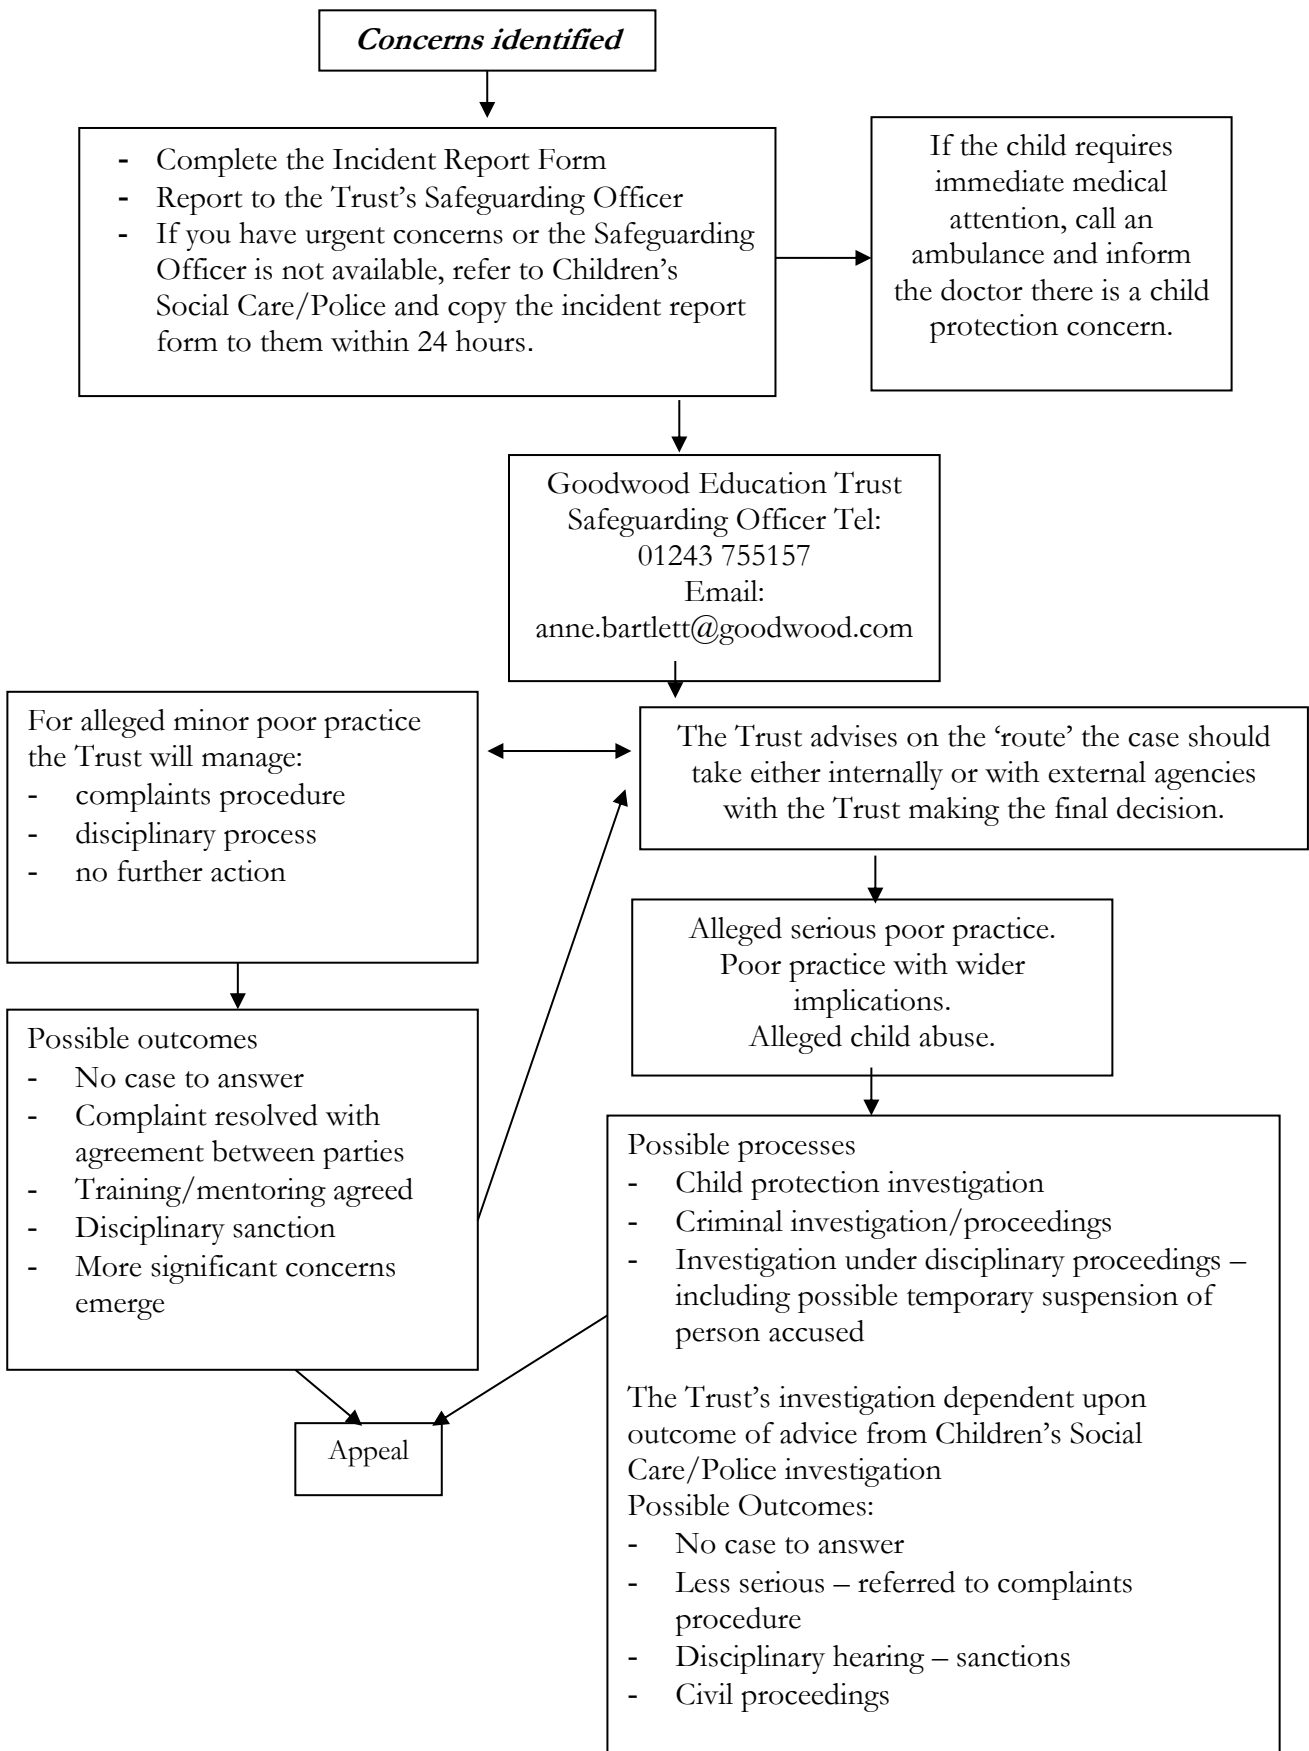 Concerns identified
- Complete the Incident Report Form
- Report to the Trust’s Safeguarding Officer
- If you have urgent concerns or the Safeguarding
Officer is not available, refer to Children’s
Social Care/Police and copy the incident report
form to them within 24 hours.
If the child requires
immediate medical
attention, call an
ambulance and inform
the doctor there is a child
protection concern.
Goodwood Education Trust
Safeguarding Officer Tel:
01243 755157
Email:
anne.bartlett@goodwood.com
For alleged minor poor practice
the Trust will manage:
- complaints procedure
- disciplinary process
- no further action
The Trust advises on the ‘route’ the case should
take either internally or with external agencies
with the Trust making the final decision.
Alleged serious poor practice.
Poor practice with wider
implications.
Alleged child abuse.
Possible outcomes
- No case to answer
- Complaint resolved with
agreement between parties
- Training/mentoring agreed
- Disciplinary sanction
- More significant concerns
emerge
Possible processes
- Child protection investigation
- Criminal investigation/proceedings
- Investigation under disciplinary proceedings –
including possible temporary suspension of
person accused
The Trust’s investigation dependent upon
outcome of advice from Children’s Social
Care/Police investigation
Possible Outcomes:
- No case to answer
- Less serious – referred to complaints
procedure
- Disciplinary hearing – sanctions
- Civil proceedings
Appeal